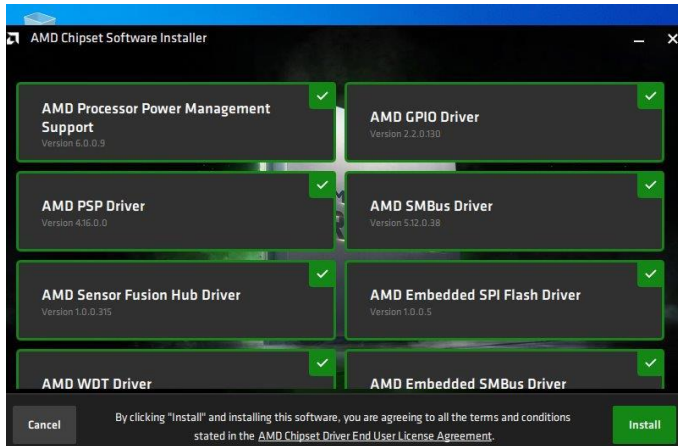 AMD Chipset Software Installer
AMD Processor Power Management
Support
Version 6.0.0.9
AMD GPIO Driver
Version 2.2.0.130
AMD PSP Driver
Version 4.16.0.0
AMD SMBus Driver
Version 5.12.0.38
AMD Sensor Fusion Hub Driver
Version 1.0.0.315
AMD Embedded SPI Flash Driver
Version 1.0.0.5
AMD WDT Driver
AMD Embedded SMBus Driver
Cancel
By clicking "Install" and installing this software, you are agreeing to all the terms and conditions
stated in the AMD Chipset Driver End User License Agreement.
Install